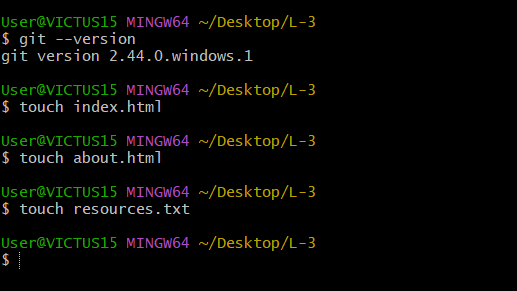 User@VICTUS15 MINGW64 ~/Desktop/L-3
$ git --version
git version 2.44.0.windows.1
User@VICTUS15 MINGW64 ~/Desktop/L-3
$ touch index.html
User@VICTUS15 MINGW64 ~/Desktop/L-3
$ touch about.html
User@VICTUS15 MINGW64 ~/Desktop/L-3
$ touch resources.txt
User@VICTUS15 MINGW64 ~/Desktop/L-3
$